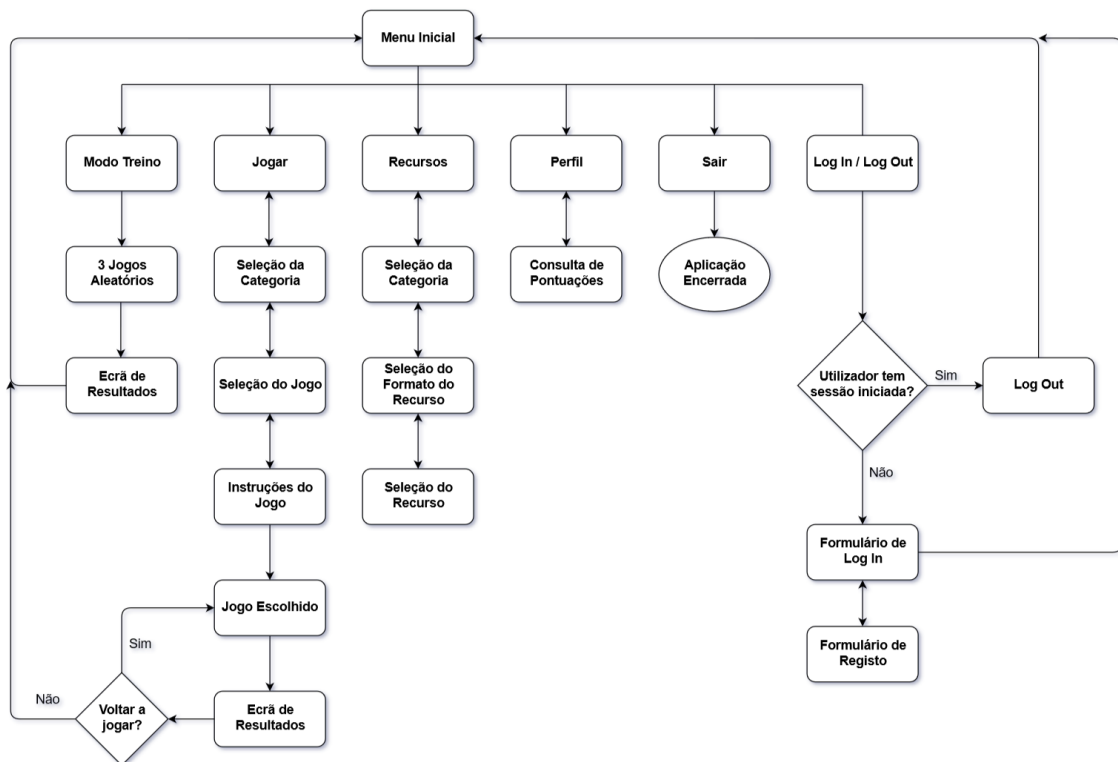 Menu Inicial
Modo Treino
Jogar
Recursos
Perfil
Sair
Log In / Log Out
3 Jogos
Aleatórios
Seleção da
Categoria
Seleção da
Categoria
Consulta de
Pontuações
Aplicação
Encerrada
Ecrã de
Resultados
Seleção do Jogo
Seleção do
Formato do
Recurso
Utilizador tem
sessão iniciada?
Sim
Log Out
Não
Instruções do
Jogo
Seleção do
Recurso
Formulário de
Log In
Jogo Escolhido
Sim
Formulário de
Registo
Não
Voltar a
jogar?
Ecrã de
Resultados